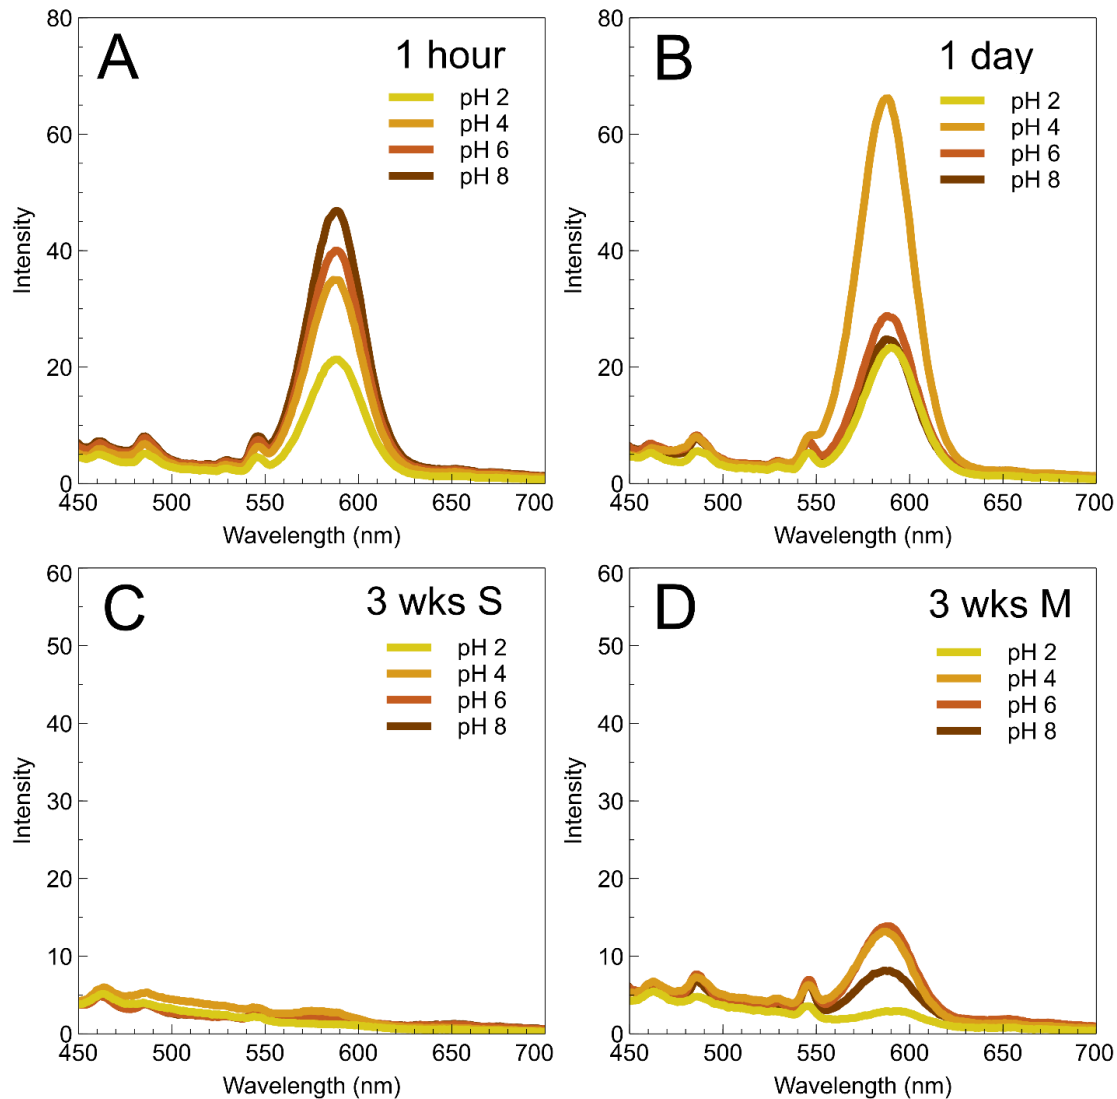 A
1 hour
pH 2
pH 4
pH 6
pH 8
80
60
40
20
0
Intensity
450 500 550 600 650 700
Wavelength (nm)
B
1 day
pH 2
pH 4
pH 6
pH 8
80
60
40
20
0
Intensity
450 500 550 600 650 700
Wavelength (nm)
C
3 wks S
pH 2
pH 4
pH 6
pH 8
60
50
40
30
20
10
0
Intensity
450 500 550 600 650 700
Wavelength (nm)
D
3 wks M
pH 2
pH 4
pH 6
pH 8
60
50
40
30
20
10
0
Intensity
450 500 550 600 650 700
Wavelength (nm)